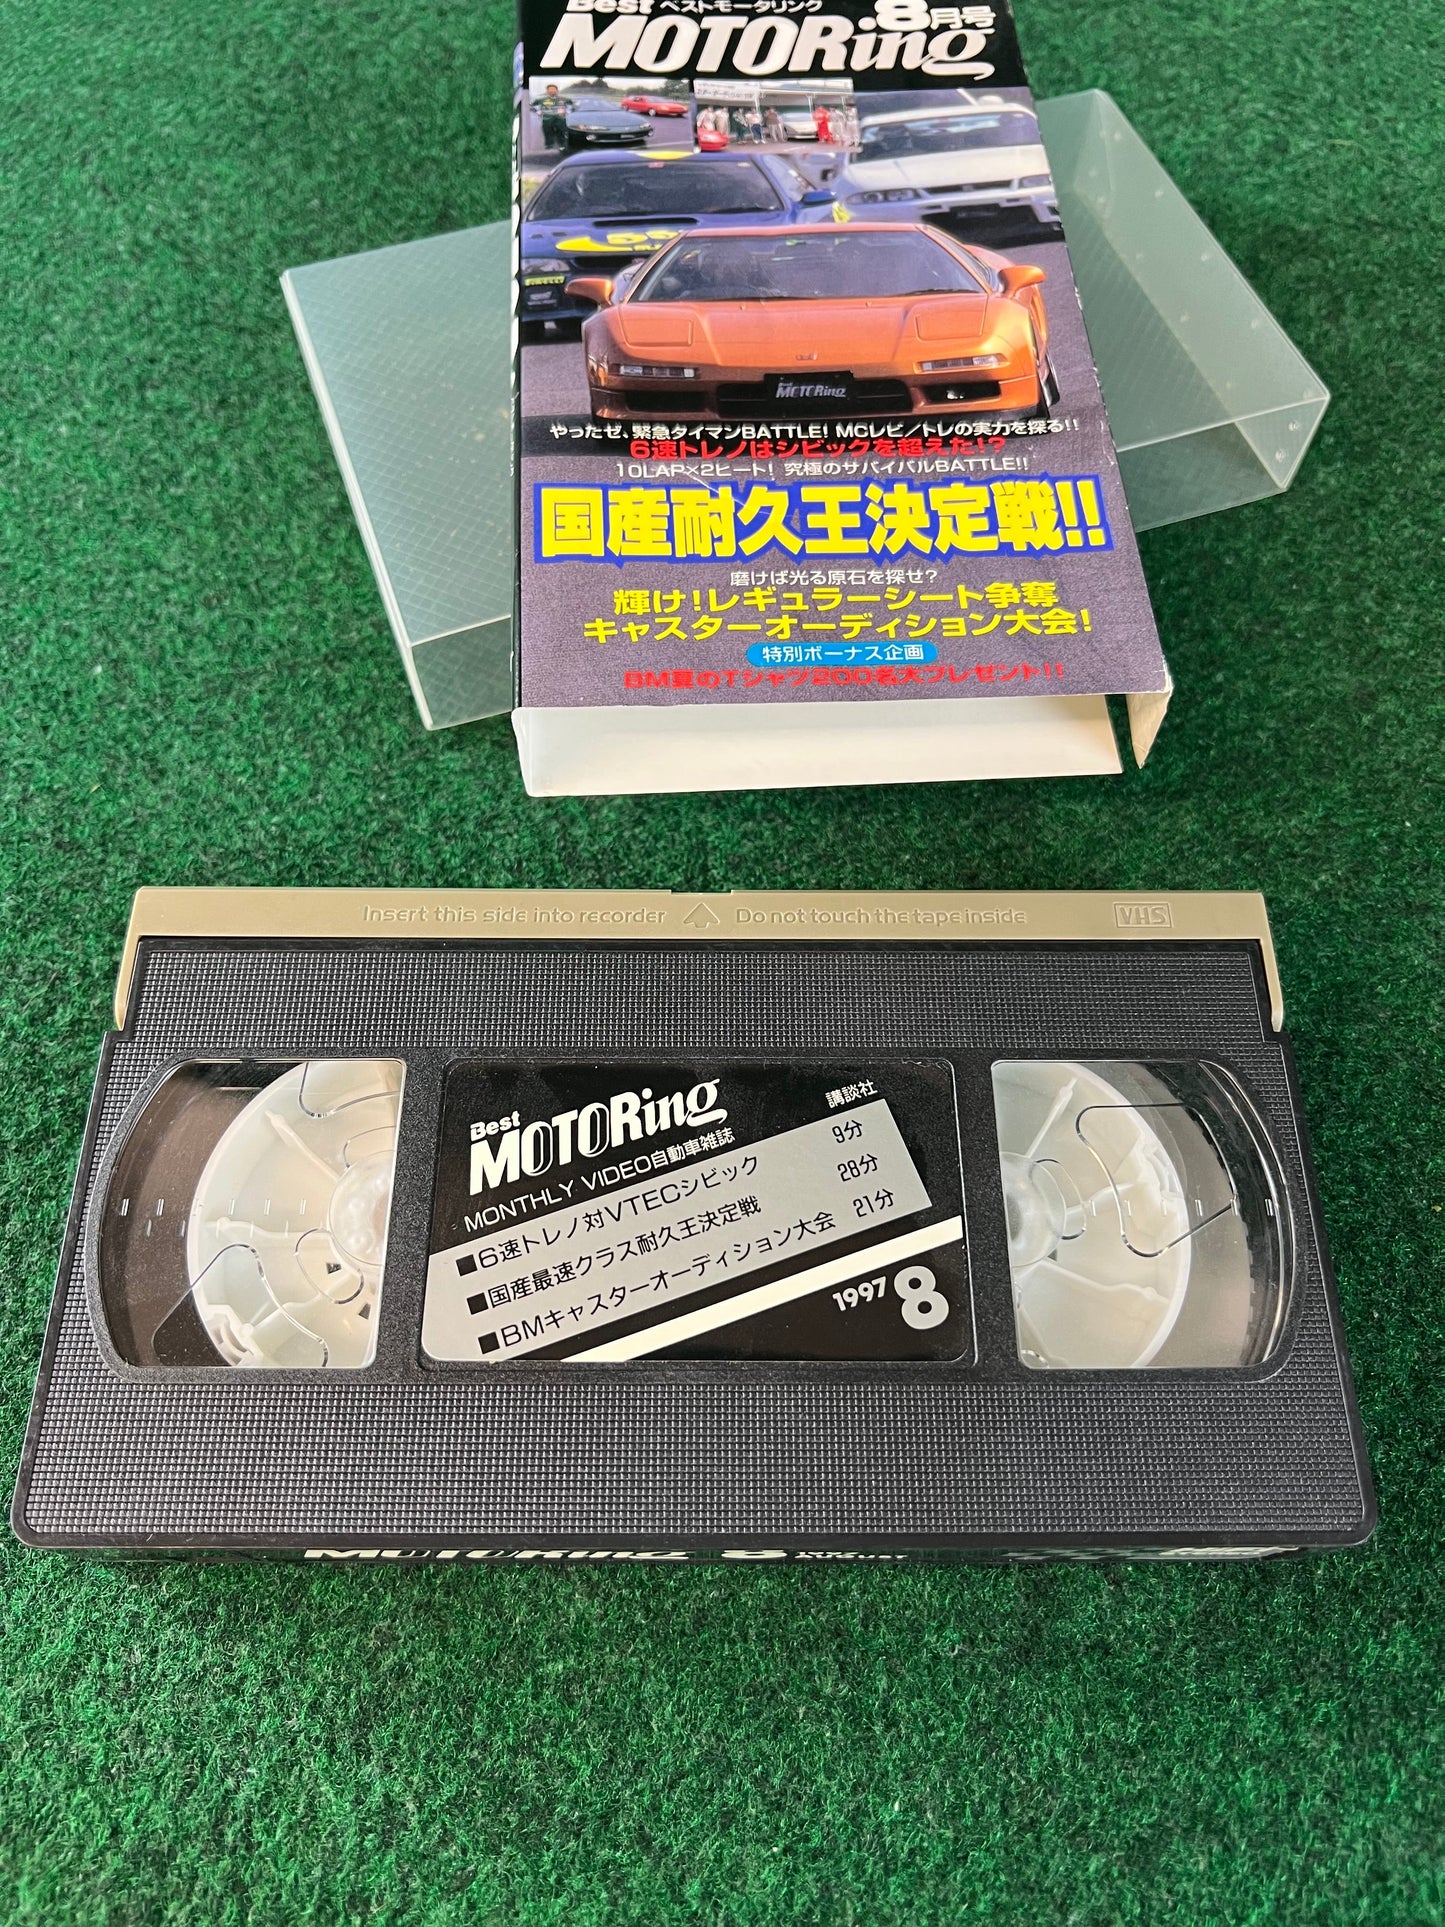 Best ベストモータリング 8月号
MOTORing
Best MOTORing
やったぜ、緊急タイマンBATTLE! MCレビ/トレの実力を探る!!
6速トレノはシビックを超えた!?
10LAP×2ヒート! 究極のサバイバルBATTLE!!
国産耐久王決定戦!!
磨けば光る原石を探せ?
輝け!レギュラーシート争奪
キャスターオーディション大会!
特別ボーナス企画
BM夏のTシャツ200名大プレゼント!!
Insert this side into recorder Do not touch the tape inside VHS
Best
MOTORing 講談社
MONTHLY VIDEO自動車雑誌
■6速トレノ対VTECシビック 9分
■国産最速クラス耐久王決定戦 28分
■BMキャスターオーディション大会 21分
1997 8
MOTORing 8 AUGUST